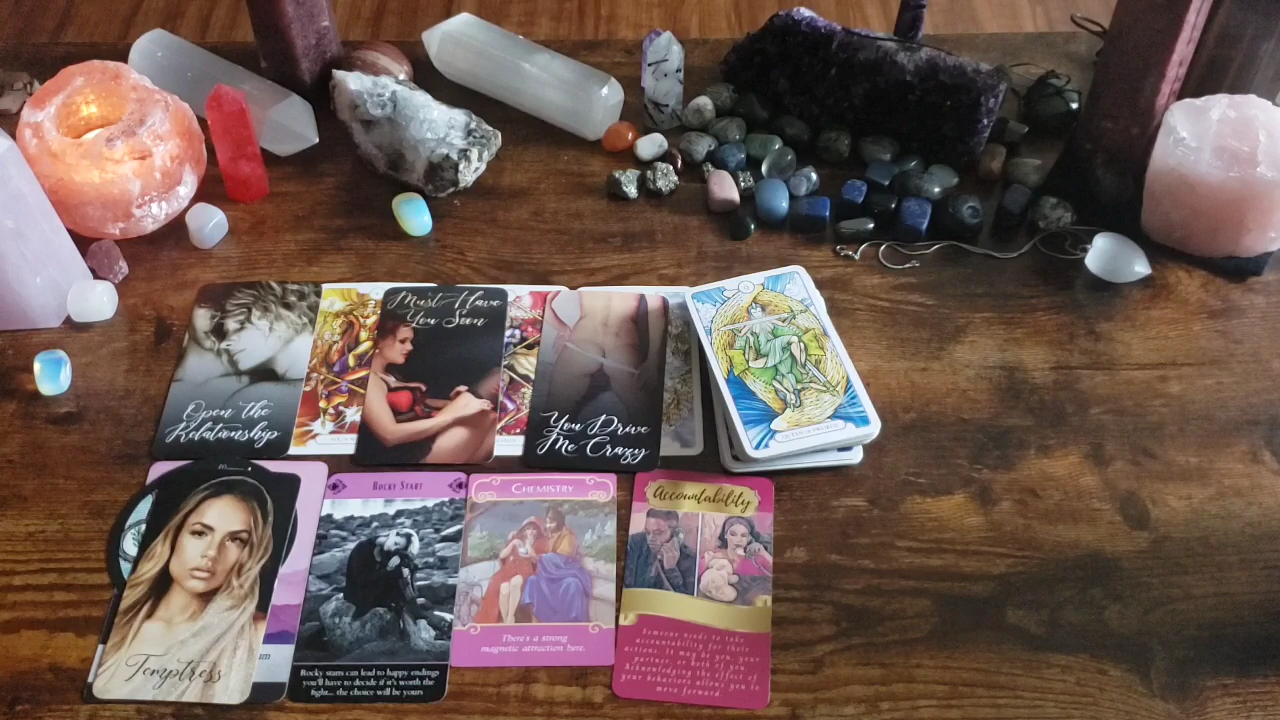 Open the
Relationship
Must Have
You Soon
You Drive
Me Crazy
Temptress
um
Rocky Start
Rocky starts can lead to happy endings
you'll have to decide if it's worth the
fight... the choice will be yours
Chemistry
There's a strong
magnetic attraction here.
Accountability
Someone needs to take
accountability for their
actions. It may be you, your
partner, or both of you.
Acknowledging the effect of
your behaviors allows you to
move forward.